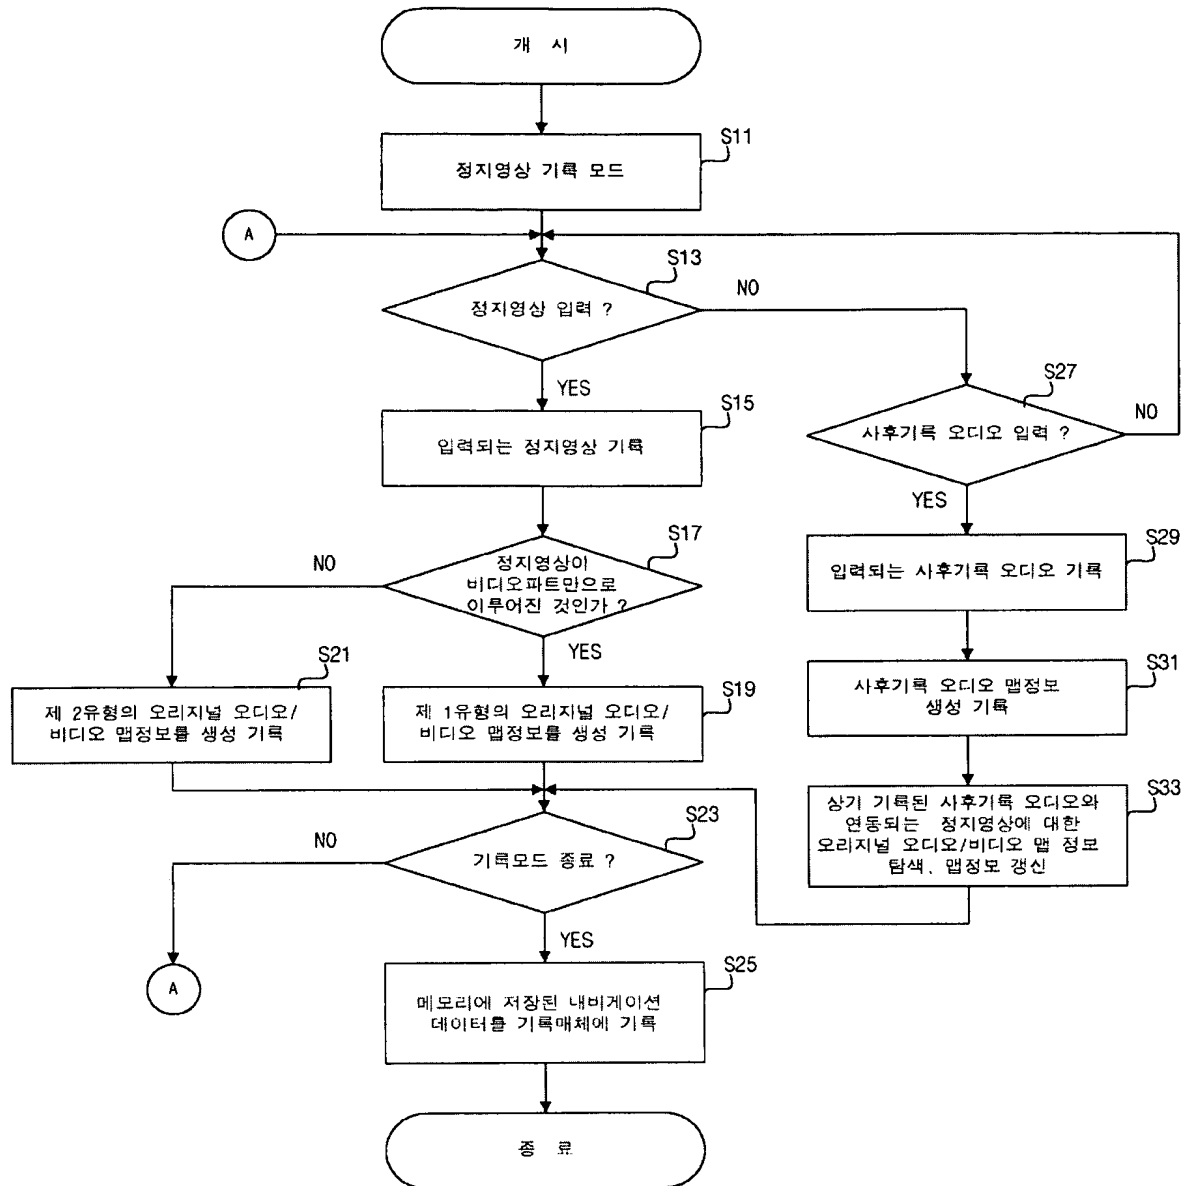 개 시
S11
정지영상 기록 모드
A
S13
정지영상 입력 ?
NO
YES
S27
사후기록 오디오 입력 ?
NO
YES
S15
입력되는 정지영상 기록
S17
정지영상이
비디오파트만으로
이루어진 것인가 ?
NO
YES
S29
입력되는 사후기록 오디오 기록
S21
제 2유형의 오리지널 오디오/
비디오 맵정보를 생성 기록
S19
제 1유형의 오리지널 오디오/
비디오 맵정보를 생성 기록
S31
사후기록 오디오 맵정보
생성 기록
S33
상기 기록된 사후기록 오디오와
연동되는 정지영상에 대한
오리지널 오디오/비디오 맵 정보
탐색, 맵정보 갱신
S23
기록모드 종료 ?
NO
YES
A
S25
메모리에 저장된 내비게이션
데이터를 기록매체에 기록
종 료